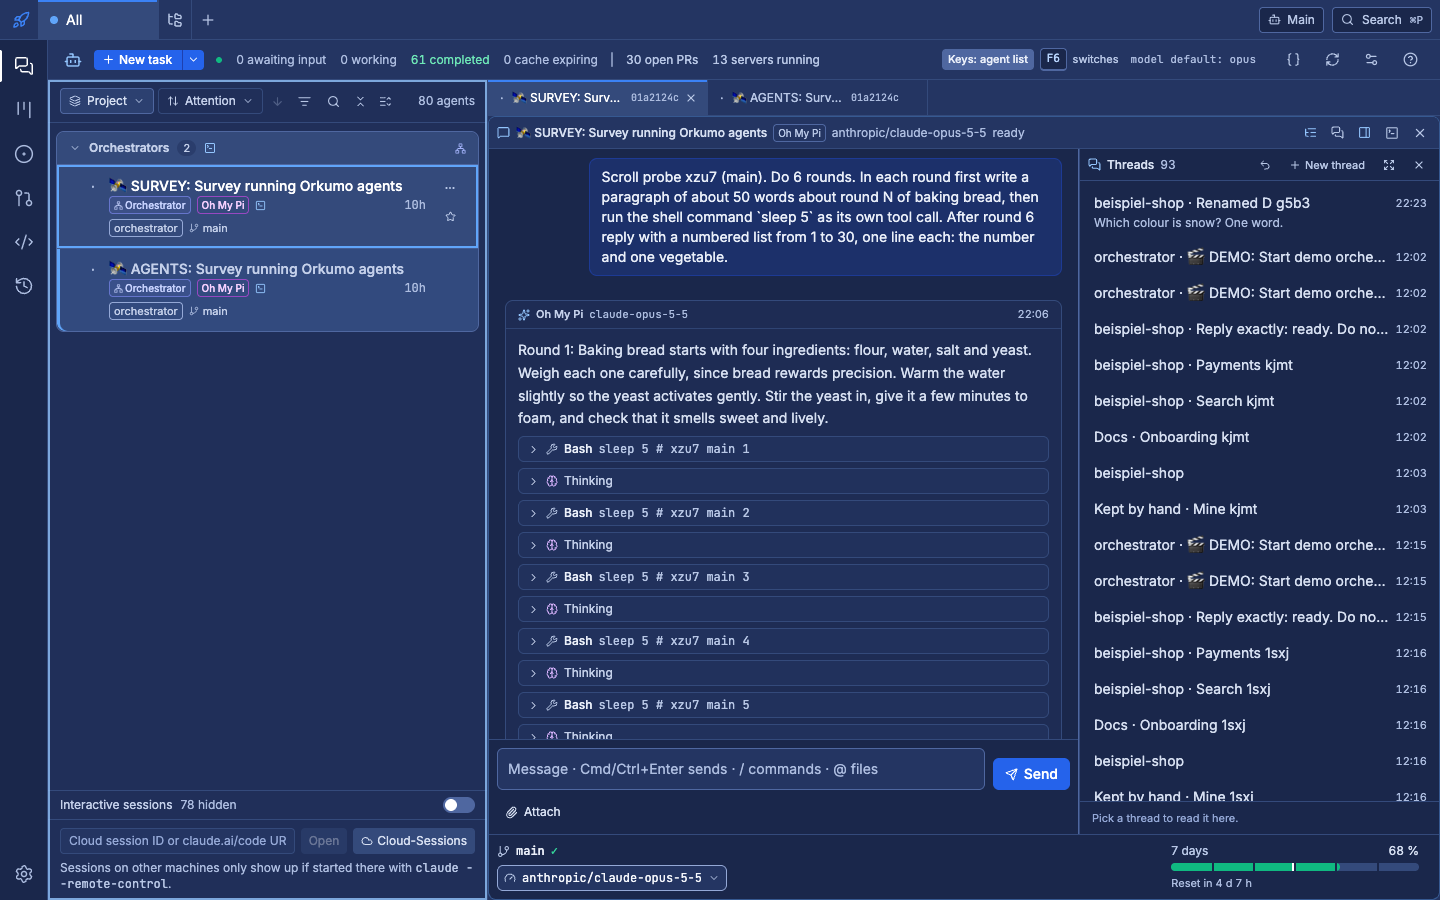 All
Main
Search ⌘P
New task
0 awaiting input
0 working
61 completed
0 cache expiring
30 open PRs
13 servers running
Keys: agent list
F6
switches
model default: opus
Project
Attention
80 agents
Orchestrators 2
SURVEY: Survey running Orkumo agents
Orchestrator
Oh My Pi
10h
orchestrator
main
AGENTS: Survey running Orkumo agents
Orchestrator
Oh My Pi
10h
orchestrator
main
Interactive sessions 78 hidden
Cloud session ID or claude.ai/code UR
Open
Cloud-Sessions
Sessions on other machines only show up if started there with claude -
-remote-control.
SURVEY: Surv... 01a2124c
AGENTS: Surv... 01a2124c
SURVEY: Survey running Orkumo agents Oh My Pi anthropic/claude-opus-5-5 ready
Scroll probe xzu7 (main). Do 6 rounds. In each round first write a
paragraph of about 50 words about round N of baking bread, then
run the shell command `sleep 5` as its own tool call. After round 6
reply with a numbered list from 1 to 30, one line each: the number
and one vegetable.
Oh My Pi claude-opus-5-5 22:06
Round 1: Baking bread starts with four ingredients: flour, water, salt and yeast.
Weigh each one carefully, since bread rewards precision. Warm the water
slightly so the yeast activates gently. Stir the yeast in, give it a few minutes to
foam, and check that it smells sweet and lively.
Bash sleep 5 # xzu7 main 1
Thinking
Bash sleep 5 # xzu7 main 2
Thinking
Bash sleep 5 # xzu7 main 3
Thinking
Bash sleep 5 # xzu7 main 4
Thinking
Bash sleep 5 # xzu7 main 5
Thinking
Message · Cmd/Ctrl+Enter sends · / commands · @ files
Send
Attach
main ✓
anthropic/claude-opus-5-5
Threads 93
New thread
beispiel-shop · Renamed D g5b3 22:23
Which colour is snow? One word.
orchestrator · 🎬 DEMO: Start demo orche... 12:02
orchestrator · 🎬 DEMO: Start demo orche... 12:02
beispiel-shop · Reply exactly: ready. Do no... 12:02
beispiel-shop · Payments kjmt 12:02
beispiel-shop · Search kjmt 12:02
Docs · Onboarding kjmt 12:02
beispiel-shop 12:03
Kept by hand · Mine kjmt 12:03
orchestrator · 🎬 DEMO: Start demo orche... 12:15
orchestrator · 🎬 DEMO: Start demo orche... 12:15
beispiel-shop · Reply exactly: ready. Do no... 12:15
beispiel-shop · Payments 1sxj 12:16
beispiel-shop · Search 1sxj 12:16
Docs · Onboarding 1sxj 12:16
beispiel-shop 12:16
Kept by hand · Mine 1sxj 12:16
Pick a thread to read it here.
7 days 68 %
Reset in 4 d 7 h